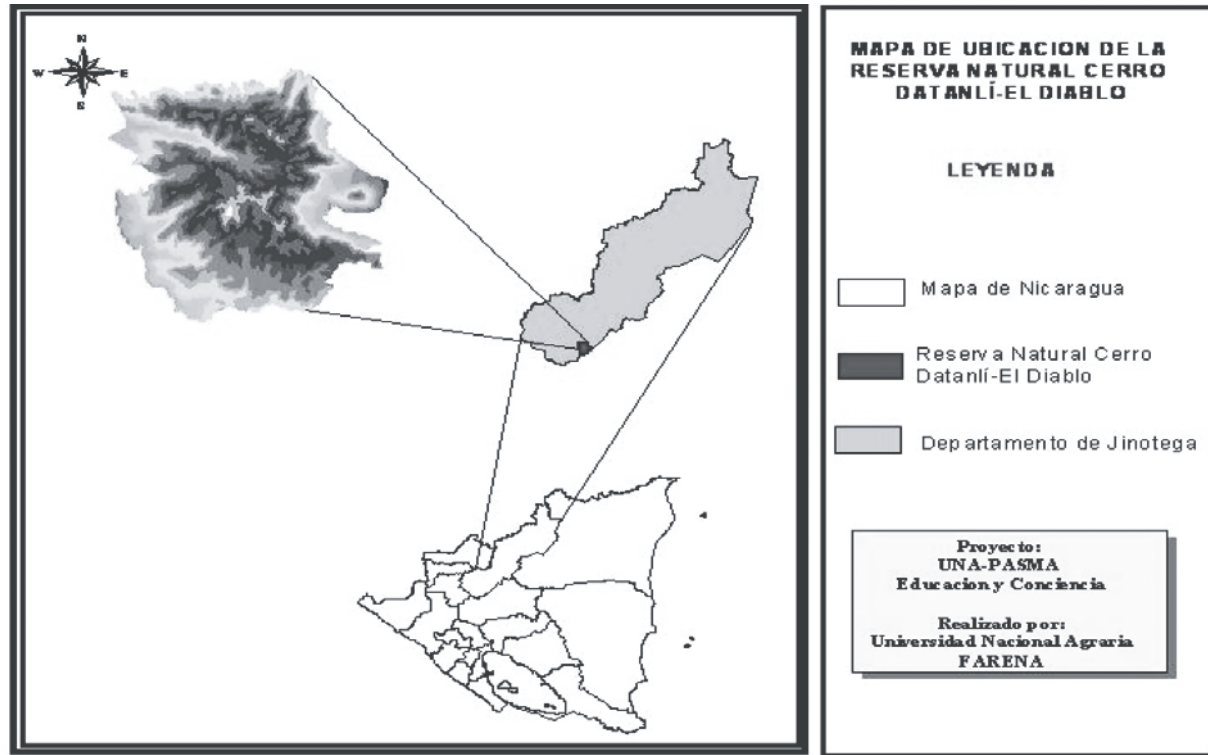 N
W E
S
MAPA DE UBICACION DE LA
RESERVA NATURAL CERRO
DATANLÍ-EL DIABLO
LEYENDA
Mapa de Nicaragua
Reserva Natural Cerro
Datanlí-El Diablo
Departamento de Jinotega
Proyecto:
UNA-PASMA
Educacion y Conciencia
Realizado por:
Universidad Nacional Agraria
FARENA